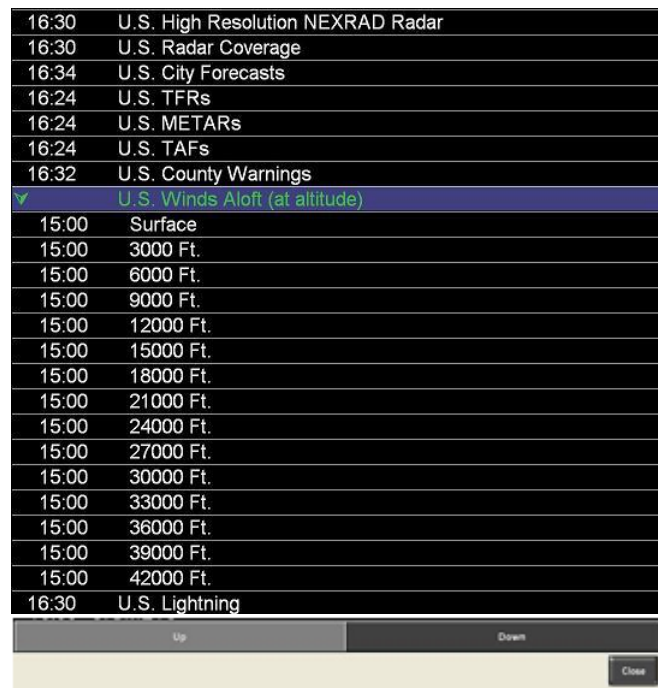 16:30 U.S. High Resolution NEXRAD Radar
16:30 U.S. Radar Coverage
16:34 U.S. City Forecasts
16:24 U.S. TFRs
16:24 U.S. METARs
16:24 U.S. TAFs
16:32 U.S. County Warnings
U.S. Winds Aloft (at altitude)
15:00 Surface
15:00 3000 Ft.
15:00 6000 Ft.
15:00 9000 Ft.
15:00 12000 Ft.
15:00 15000 Ft.
15:00 18000 Ft.
15:00 21000 Ft.
15:00 24000 Ft.
15:00 27000 Ft.
15:00 30000 Ft.
15:00 33000 Ft.
15:00 36000 Ft.
15:00 39000 Ft.
15:00 42000 Ft.
16:30 U.S. Lightning
Up Down
Close